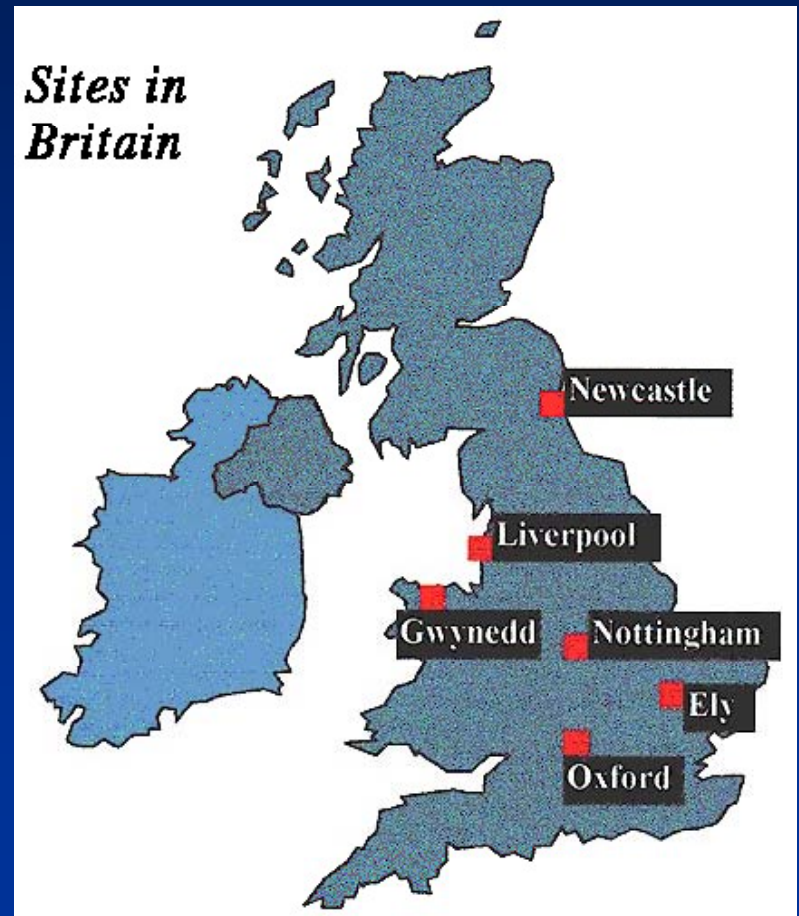 Sites in
Britain
Newcastle
Liverpool
Gwynedd
Nottingham
Ely
Oxford